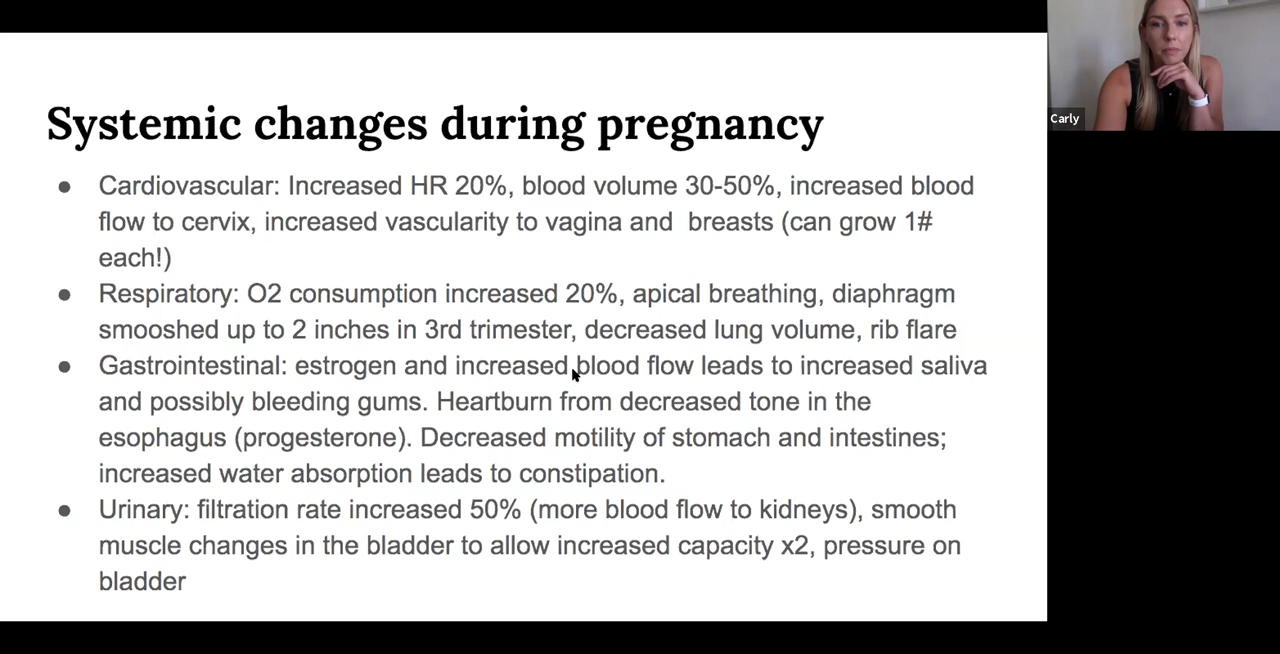 Systemic changes during pregnancy
● Cardiovascular: Increased HR 20%, blood volume 30-50%, increased blood
flow to cervix, increased vascularity to vagina and  breasts (can grow 1#
each!)
● Respiratory: O2 consumption increased 20%, apical breathing, diaphragm
smooshed up to 2 inches in 3rd trimester, decreased lung volume, rib flare
● Gastrointestinal: estrogen and increased blood flow leads to increased saliva
and possibly bleeding gums. Heartburn from decreased tone in the
esophagus (progesterone). Decreased motility of stomach and intestines;
increased water absorption leads to constipation.
● Urinary: filtration rate increased 50% (more blood flow to kidneys), smooth
muscle changes in the bladder to allow increased capacity x2, pressure on
bladder
Carly